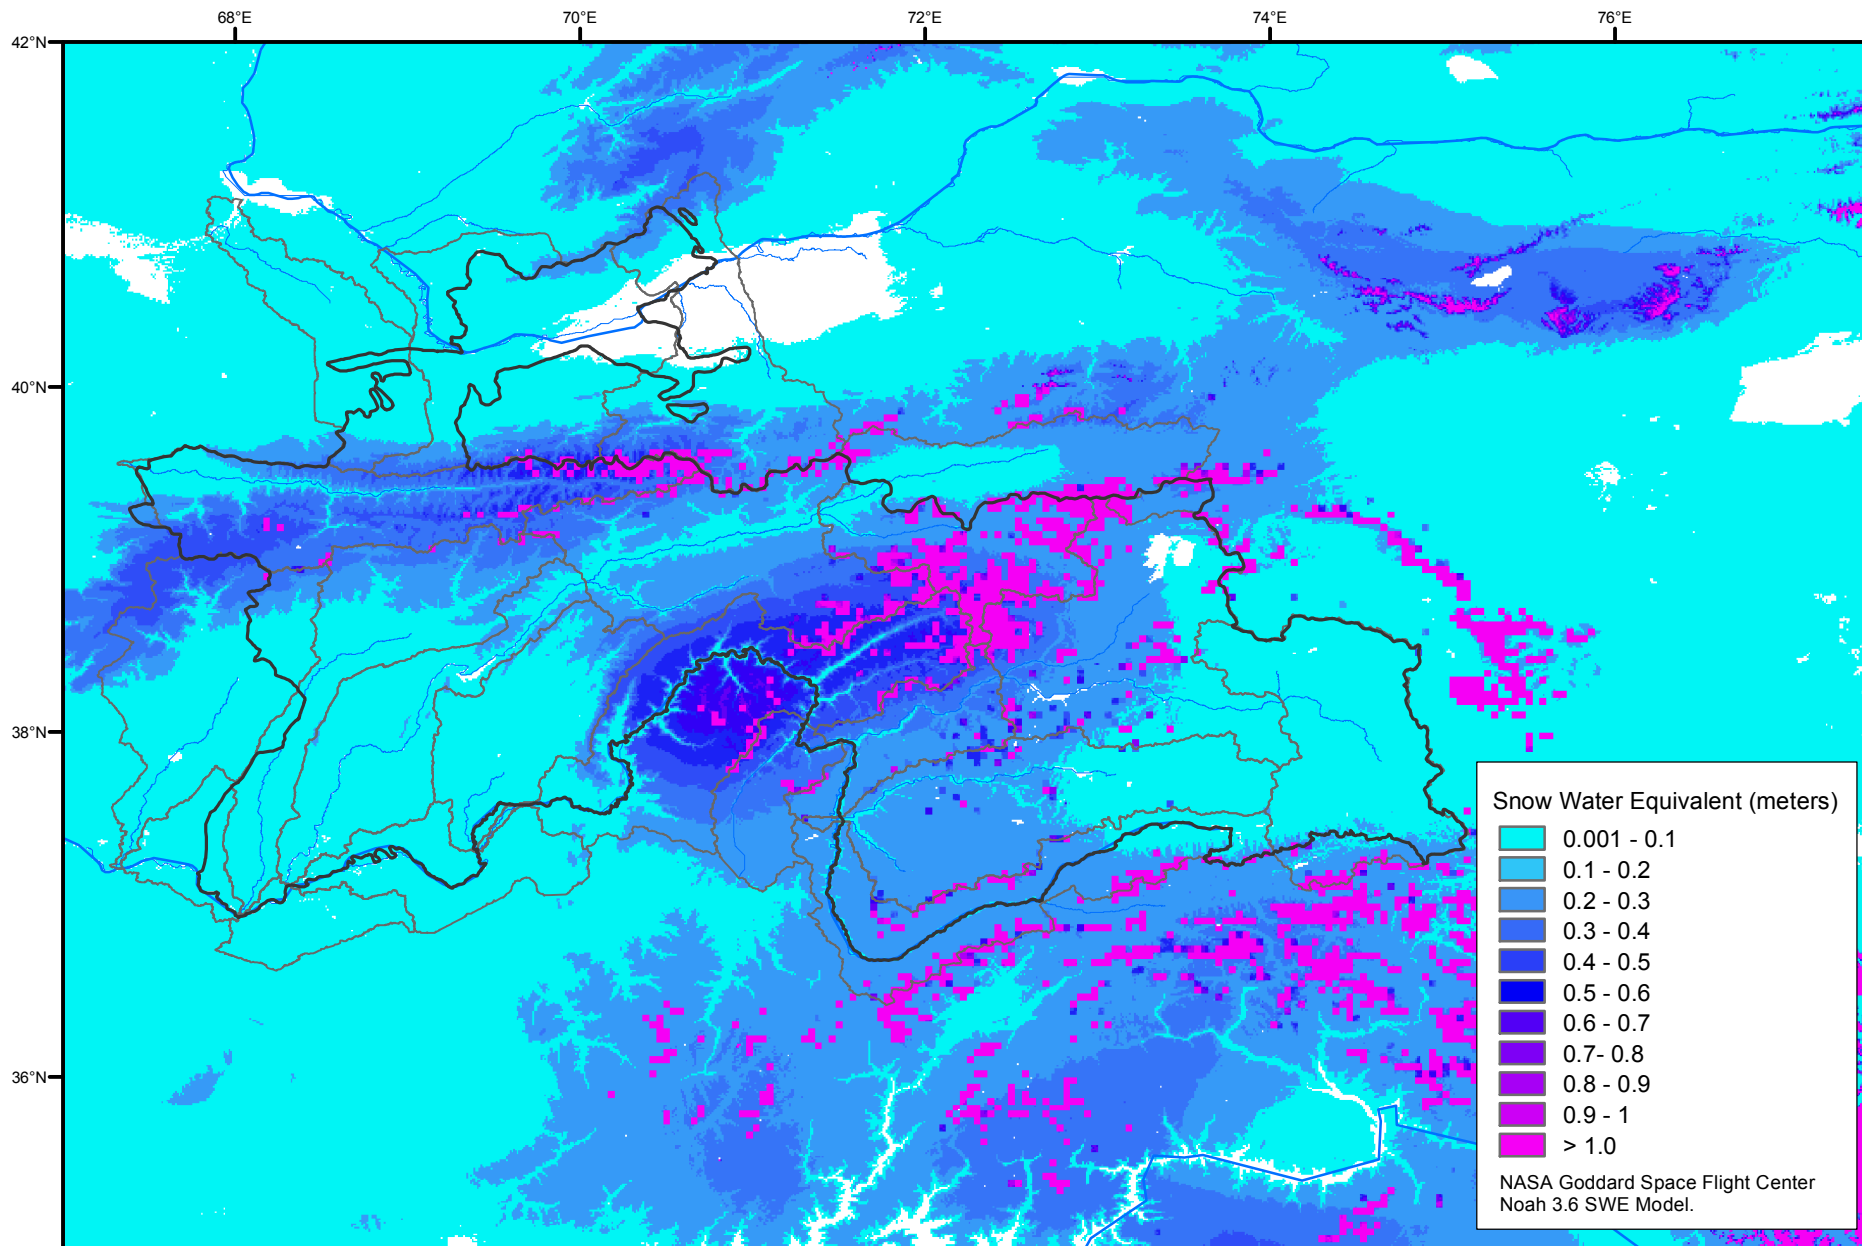 68°E
70°E
72°E
74°E
76°E
42°N
40°N
38°N
36°N
Snow Water Equivalent (meters)
0.001 - 0.1
0.1 - 0.2
0.2 - 0.3
0.3 - 0.4
0.4 - 0.5
0.5 - 0.6
0.6 - 0.7
0.7- 0.8
0.8 - 0.9
0.9 - 1
> 1.0
NASA Goddard Space Flight Center
Noah 3.6 SWE Model.